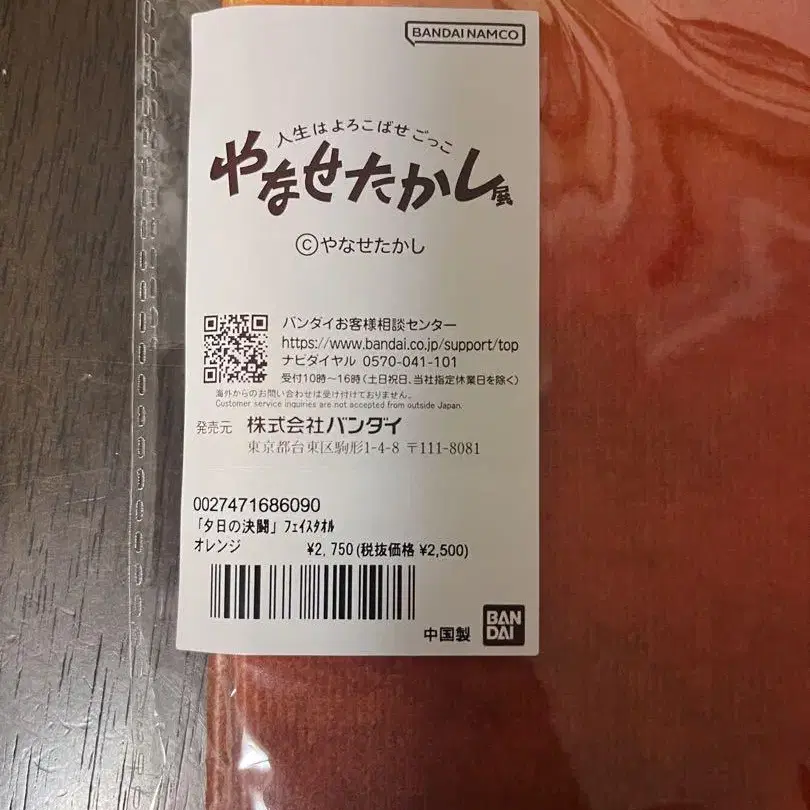 BANDAI NAMCO
人生はよろこばせごっこ
やなせたかし展
Ⓒやなせたかし
バンダイお客様相談センター
https://www.bandai.co.jp/support/top
ナビダイヤル 0570-041-101
受付10時～16時(土日祝日、当社指定休業日を除く)
海外からのお問い合わせは受け付けておりません。
Customer service inquiries are not accepted from outside Japan.
発売元 株式会社バンダイ
東京都台東区駒形1-4-8 〒111-8081
0027471686090
「夕日の決闘」ﾌｪｲｽﾀｵﾙ
オレンジ ¥2,750(税抜価格 ¥2,500)
中国製 BAN
DAI